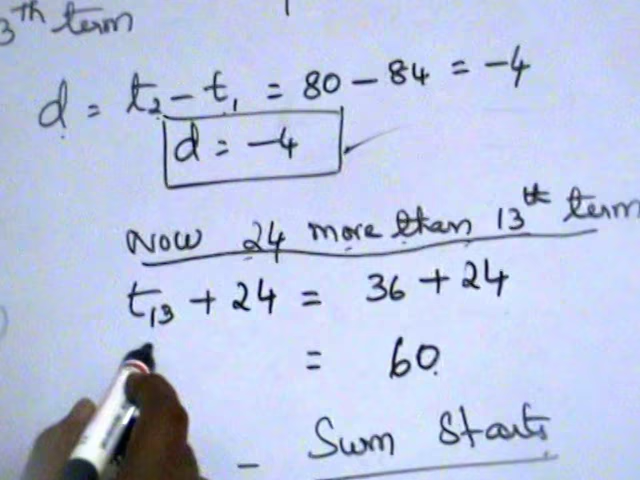 3th term
d = t2 - t1 = 80 - 84 = -4
d = -4
Now 24 more than 13th term
t13 + 24 = 36 + 24
= 60
- Sum Starts